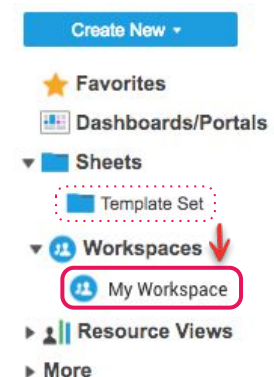 Create New
Favorites
Dashboards/Portals
Sheets
Template Set
Workspaces
My Workspace
Resource Views
More